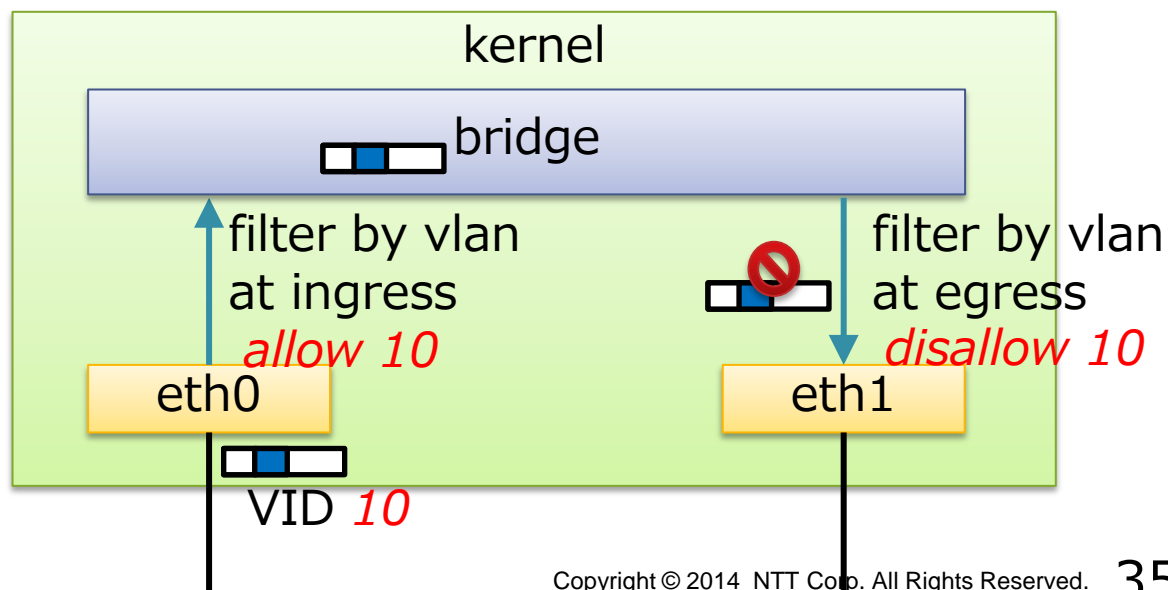 kernel
bridge
filter by vlan
at ingress
allow 10
filter by vlan
at egress
disallow 10
eth0
eth1
VID 10
Copyright © 2014 NTT Corp. All Rights Reserved.
35